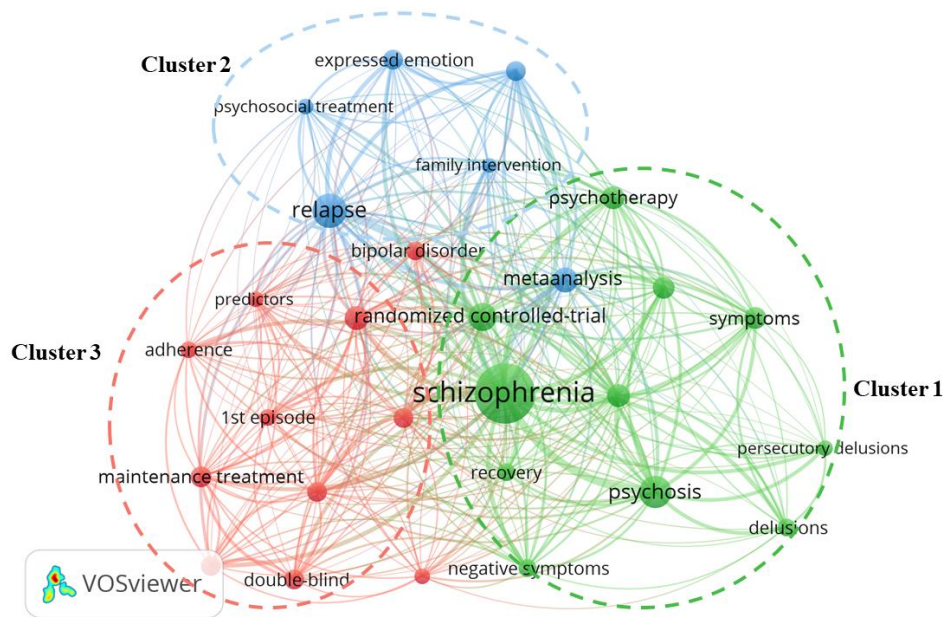 expressed emotion
Cluster 2
psychosocial treatment
family intervention
psychotherapy
relapse
bipolar disorder
metaanalysis
predictors
randomized controlled-trial
symptoms
adherence
Cluster 3
schizophrenia
Cluster 1
1st episode
persecutory delusions
maintenance treatment
recovery
psychosis
delusions
negative symptoms
double-blind
VOSviewer